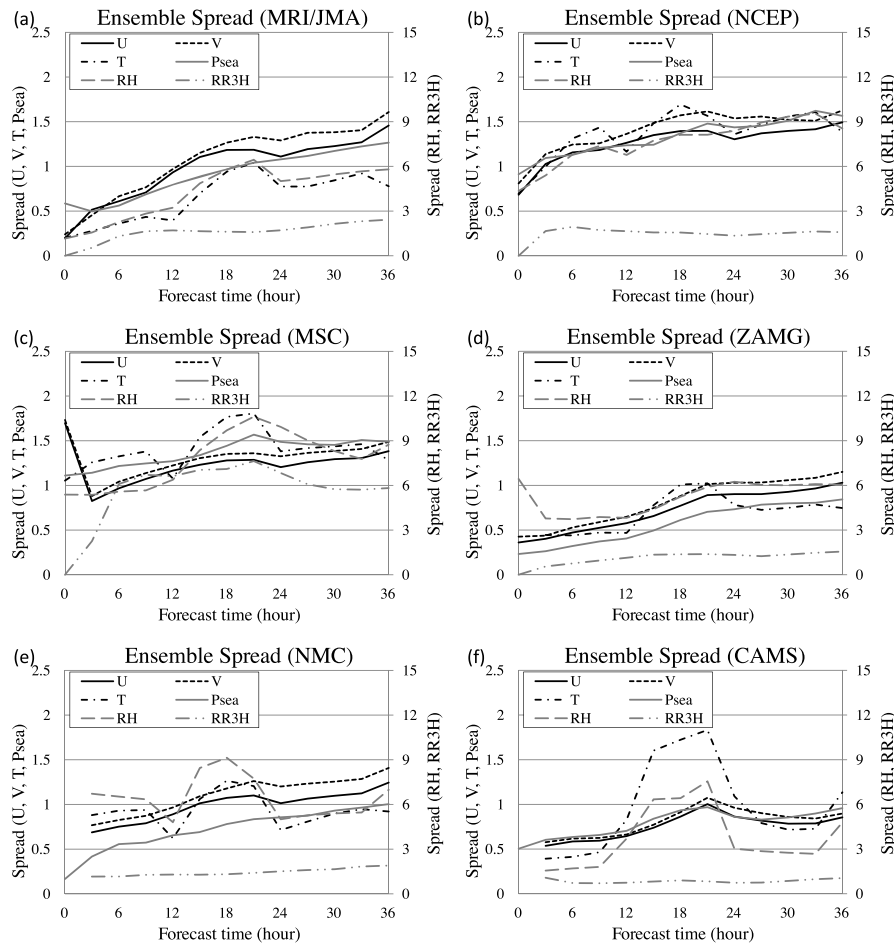 (a) Ensemble Spread (MRI/JMA)
2.5 15
U V
T Psea
RH RR3H
2 12
1.5 9
1 6
0.5 3
0 0
Spread (U, V, T, Psea)
Spread (RH, RR3H)
0 6 12 18 24 30 36
Forecast time (hour)
(b) Ensemble Spread (NCEP)
2.5 15
U V
T Psea
RH RR3H
2 12
1.5 9
1 6
0.5 3
0 0
Spread (U, V, T, Psea)
Spread (RH, RR3H)
0 6 12 18 24 30 36
Forecast time (hour)
(c) Ensemble Spread (MSC)
2.5 15
U V
T Psea
RH RR3H
2 12
1.5 9
1 6
0.5 3
0 0
Spread (U, V, T, Psea)
Spread (RH, RR3H)
0 6 12 18 24 30 36
Forecast time (hour)
(d) Ensemble Spread (ZAMG)
2.5 15
U V
T Psea
RH RR3H
2 12
1.5 9
1 6
0.5 3
0 0
Spread (U, V, T, Psea)
Spread (RH, RR3H)
0 6 12 18 24 30 36
Forecast time (hour)
(e) Ensemble Spread (NMC)
2.5 15
U V
T Psea
RH RR3H
2 12
1.5 9
1 6
0.5 3
0 0
Spread (U, V, T, Psea)
Spread (RH, RR3H)
0 6 12 18 24 30 36
Forecast time (hour)
(f) Ensemble Spread (CAMS)
2.5 15
U V
T Psea
RH RR3H
2 12
1.5 9
1 6
0.5 3
0 0
Spread (U, V, T, Psea)
Spread (RH, RR3H)
0 6 12 18 24 30 36
Forecast time (hour)